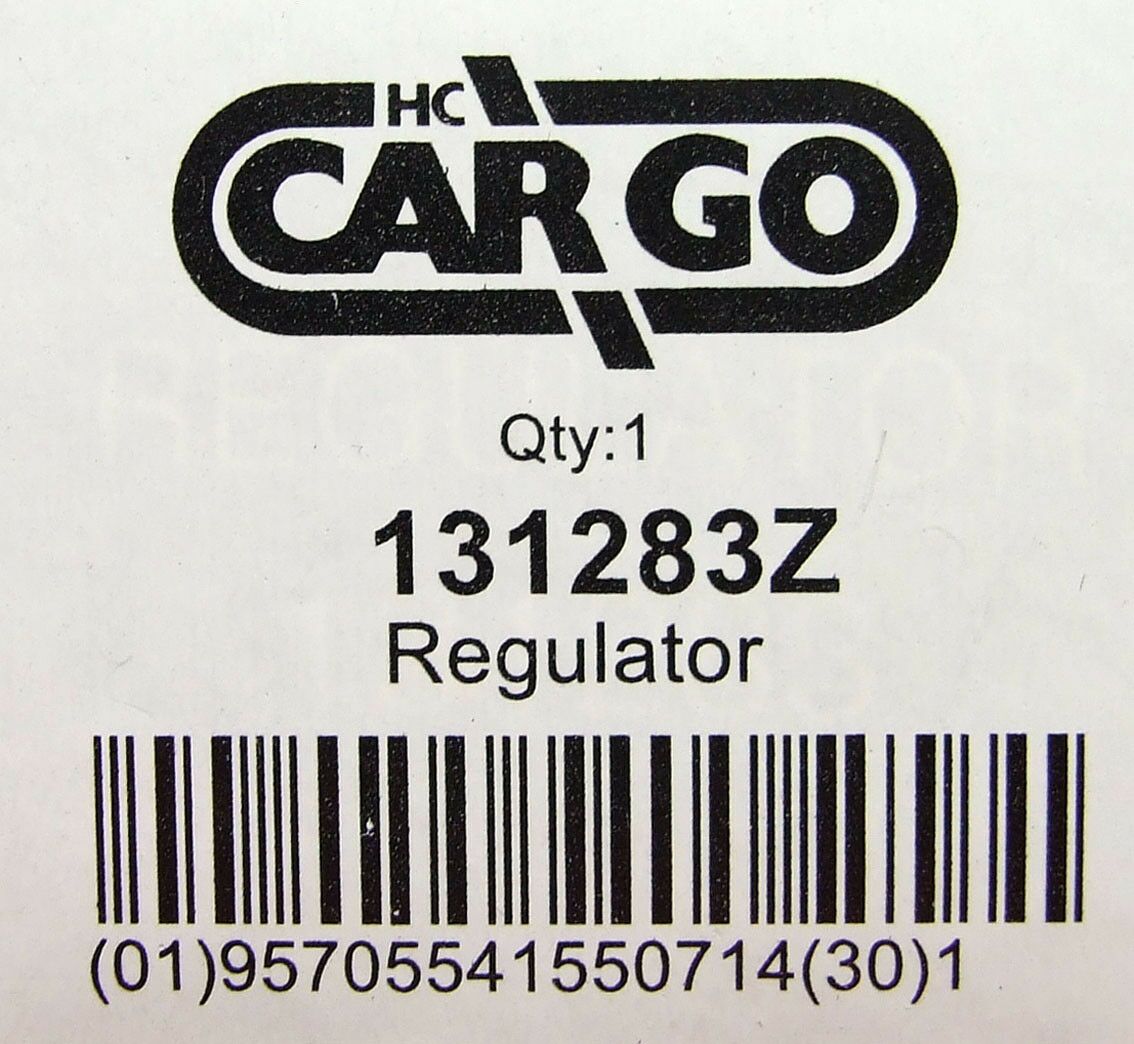 HC
CARGO
Qty:1
131283Z
Regulator
(01)95705541550714(30)1